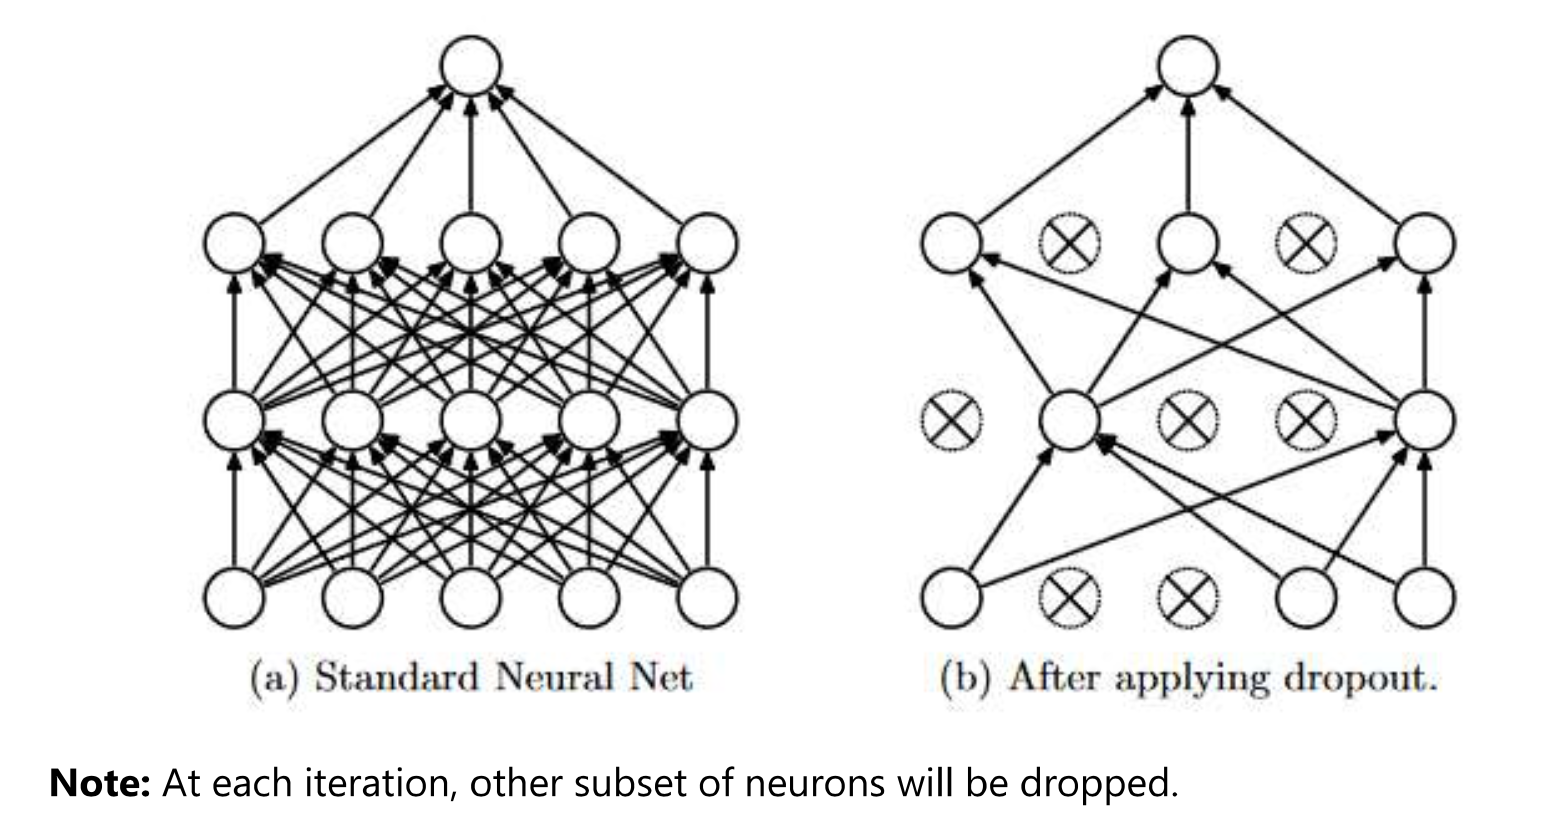 (a) Standard Neural Net
(b) After applying dropout.
Note: At each iteration, other subset of neurons will be dropped.